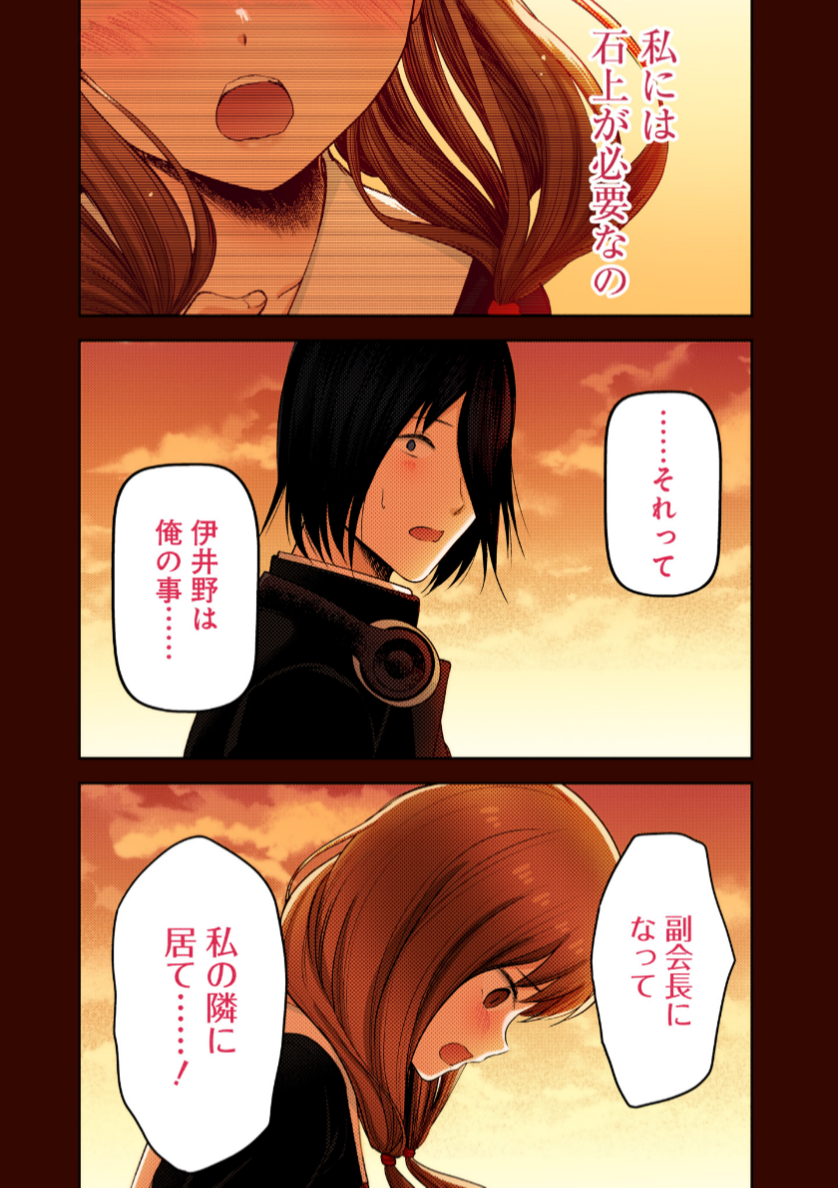 私には
石上が必要なの
……それって
伊井野は
俺の事……
副会長に
なって
私の隣に
居て……！